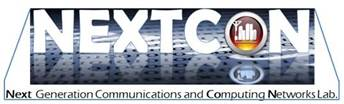 NEXTCON
Next Generation Communications and Computing Networks Lab.